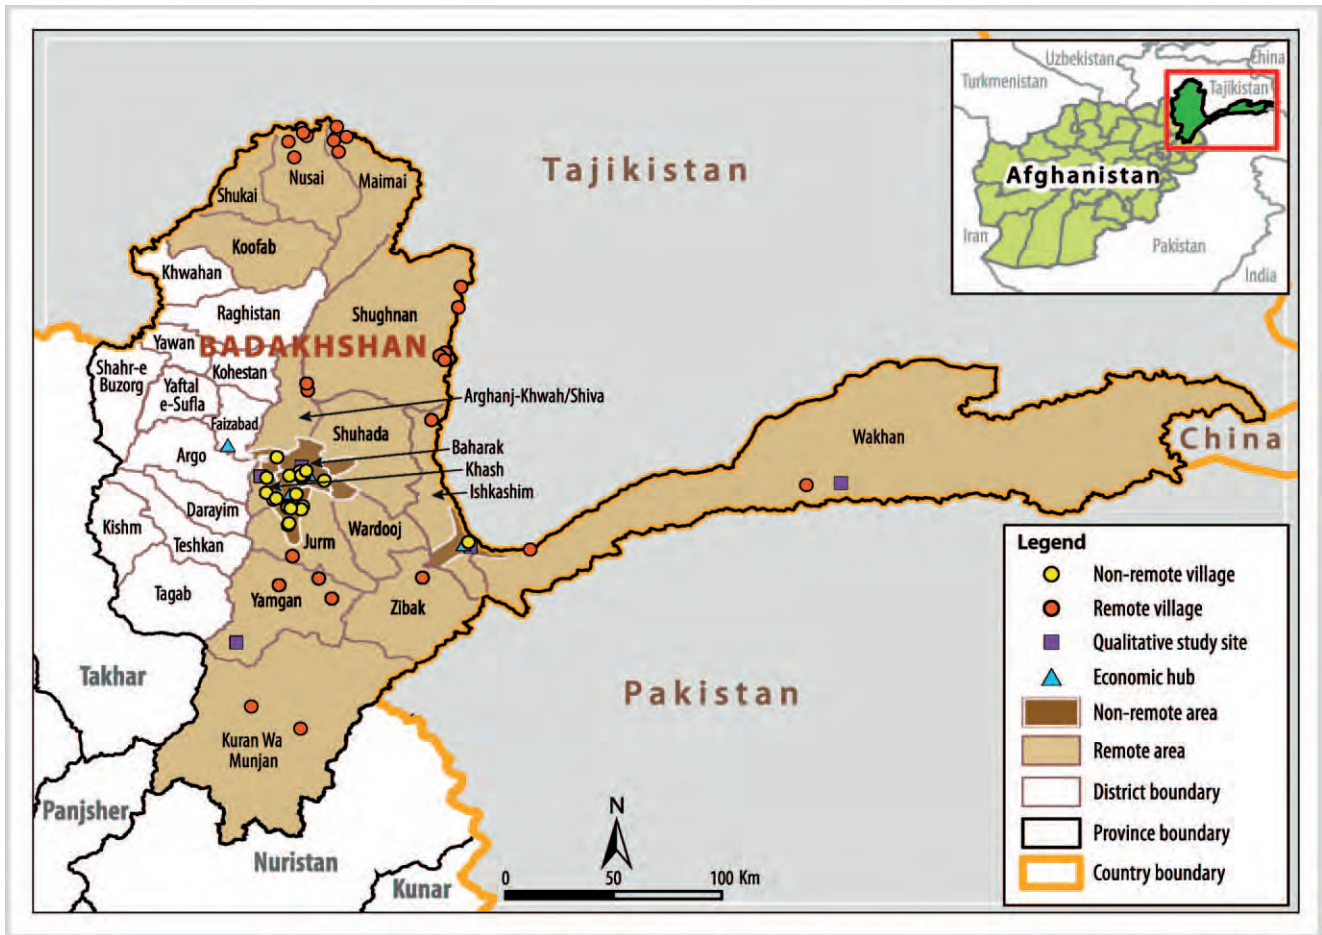 Uzbekistan
China
Turkmenistan
Tajikistan
Afghanistan
Iran
Pakistan
India
Tajikistan
Nusai
Maimai
Shukai
Koofab
Khwahan
Raghistan
Shughnan
Yawan
BADAKHSHAN
Shahr-e
Buzorg
Kohestan
Yaftal
e-Sufla
Arghanj-Khwah/Shiva
Faizabad
Shuhada
Wakhan
China
Argo
Baharak
Khash
Ishkashim
Darayim
Kishm
Wardooj
Teshkan
Jurm
Tagab
Yamgan
Zibak
Takhar
Pakistan
Kuran Wa
Munjan
Panjsher
Nuristan
Kunar
N
0
50
100 Km
Legend
Non-remote village
Remote village
Qualitative study site
Economic hub
Non-remote area
Remote area
District boundary
Province boundary
Country boundary